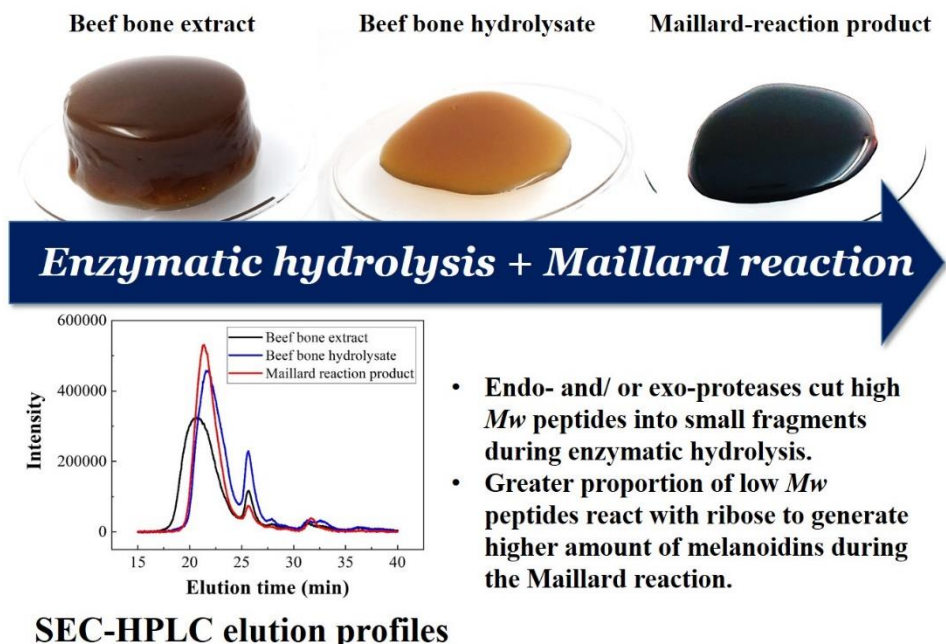 Beef bone extract
Beef bone hydrolysate
Maillard-reaction product
Enzymatic hydrolysis + Maillard reaction
600000
400000
200000
0
Intensity
Beef bone extract
Beef bone hydrolysate
Maillard reaction product
15 20 25 30 35 40
Elution time (min)
SEC-HPLC elution profiles
• Endo- and/ or exo-proteases cut high
Mw peptides into small fragments
during enzymatic hydrolysis.
• Greater proportion of low Mw
peptides react with ribose to generate
higher amount of melanoidins during
the Maillard reaction.